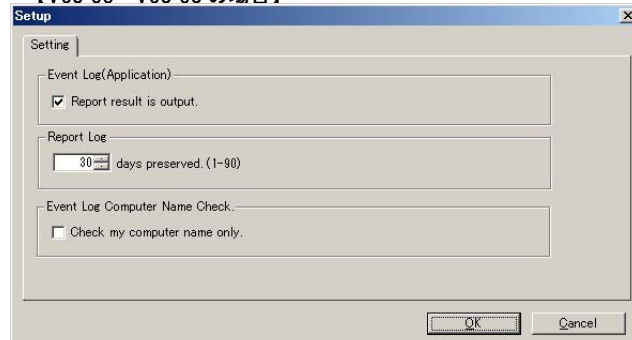 Setup
Setting
Event Log(Application)
Report result is output.
Report Log
30 days preserved.(1-90)
Event Log Computer Name Check.
Check my computer name only.
OK
Cancel